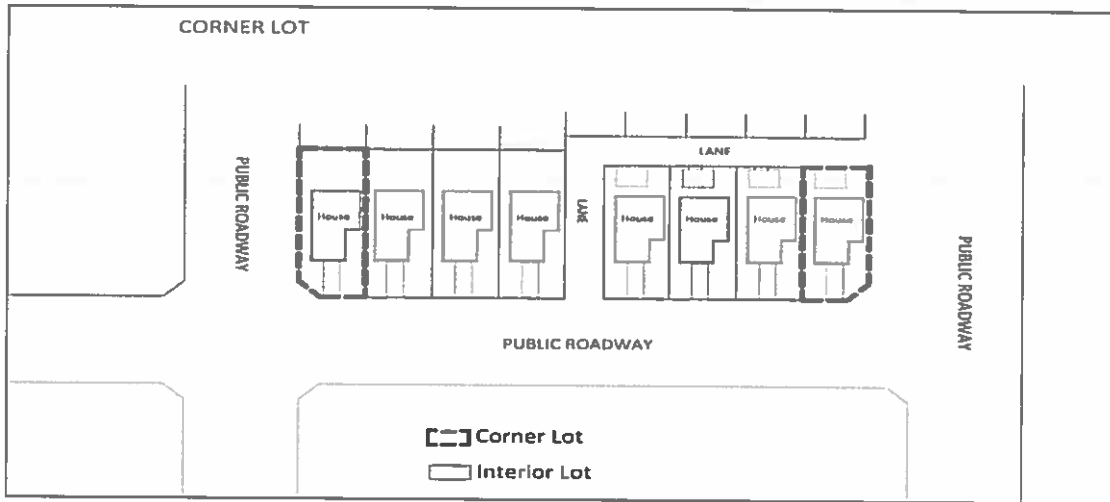 CORNER LOT
PUBLIC ROADWAY
LANE
House
House
House
House
LANE
House
House
House
House
PUBLIC ROADWAY
PUBLIC ROADWAY
Corner Lot
Interior Lot